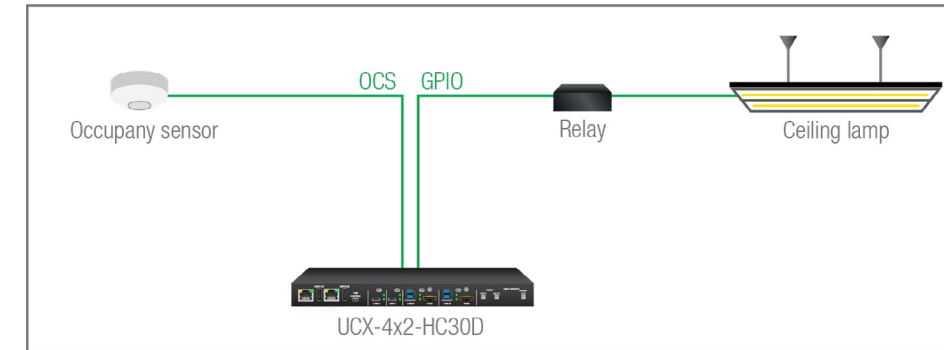 OCS GPIO
Occupany sensor
Relay
Ceiling lamp
UCX-4x2-HC30D